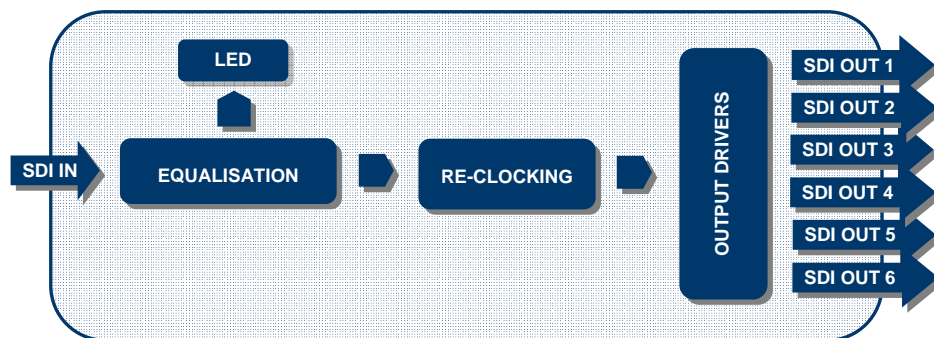 LED
SDI IN
EQUALISATION
RE-CLOCKING
OUTPUT DRIVERS
SDI OUT 1
SDI OUT 2
SDI OUT 3
SDI OUT 4
SDI OUT 5
SDI OUT 6